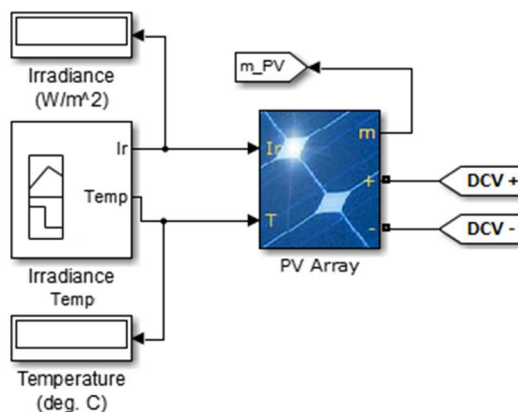 Irradiance
(W/m^2)
m_PV
Ir
Temp
Irradiance
Temp
Ir
T
m
+
-
PV Array
DCV +
DCV -
Temperature
(deg. C)